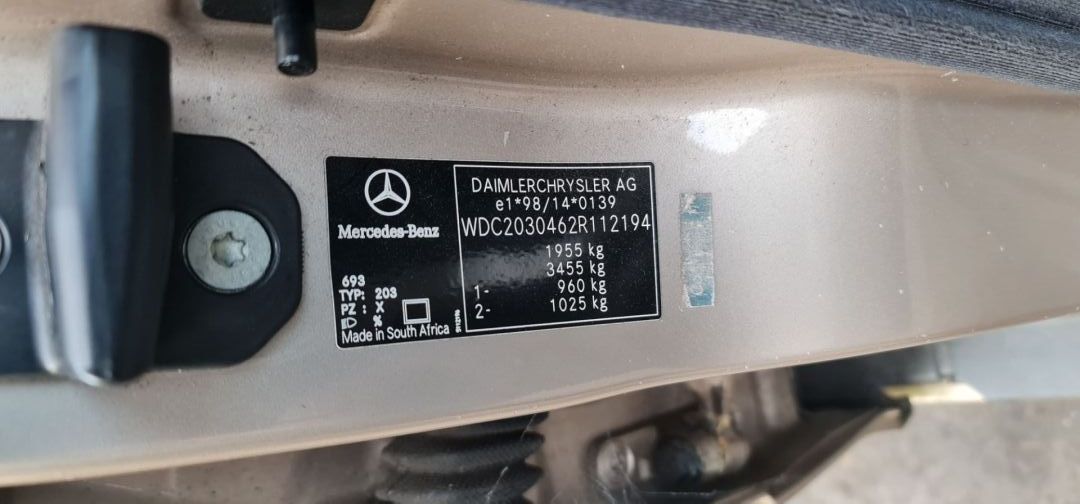 Mercedes-Benz
693
TYP: 203
PZ : X
%
Made in South Africa
DAIMLERCHRYSLER AG
e1*98/14*0139
WDC2030462R112194
1955 kg
3455 kg
1- 960 kg
2- 1025 kg